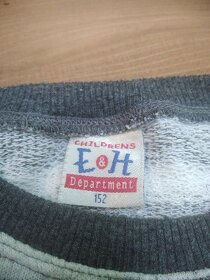 CHILDRENS
E&H
Department
152